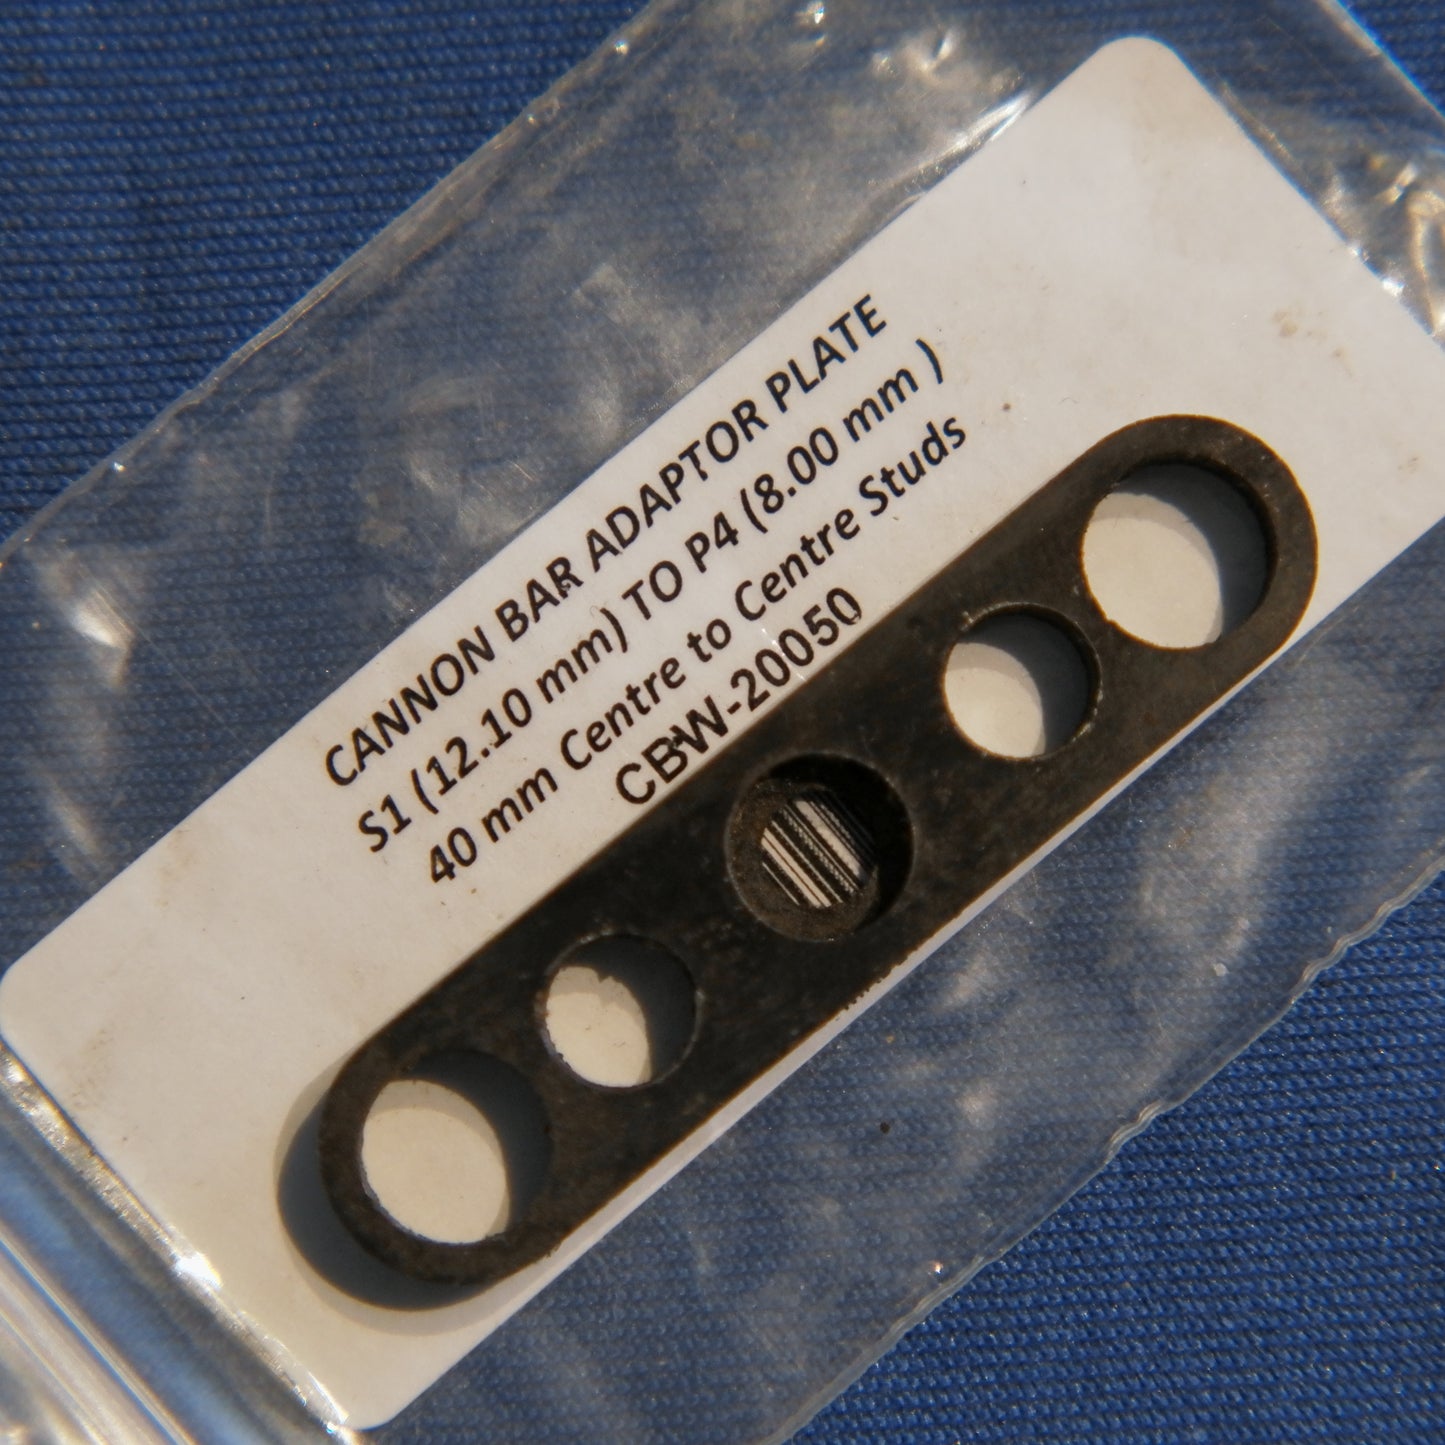 CANNON BAR ADAPTOR PLATE
S1 (12.10 mm) TO P4 (8.00 mm )
40 mm Centre to Centre Studs
CBW-20050